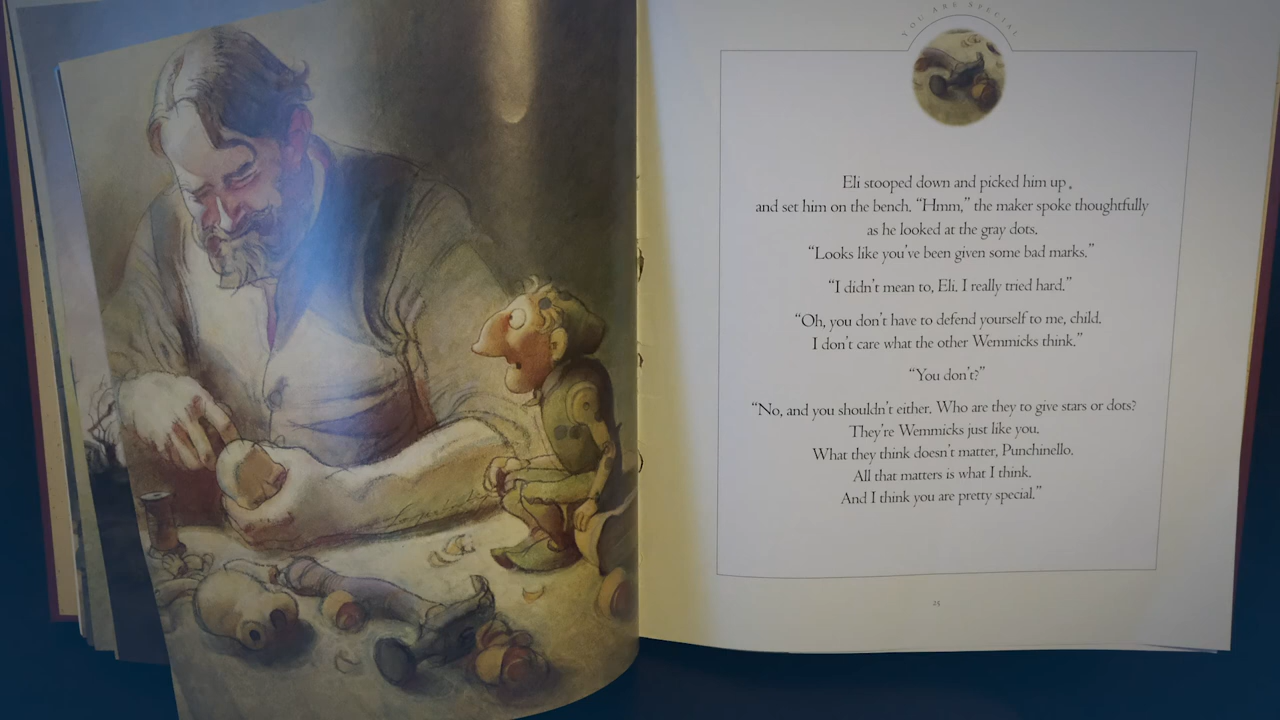 YOU ARE SPECIAL
Eli stooped down and picked him up
and set him on the bench. “Hmm,” the maker spoke thoughtfully
as he looked at the gray dots.
“Looks like you’ve been given some bad marks.”
“I didn’t mean to, Eli. I really tried hard.”
“Oh, you don’t have to defend yourself to me, child.
I don’t care what the other Wemmicks think.”
“You don’t?”
“No, and you shouldn’t either. Who are they to give stars or dots?
They’re Wemmicks just like you.
What they think doesn’t matter, Punchinello.
All that matters is what I think.
And I think you are pretty special.”
25